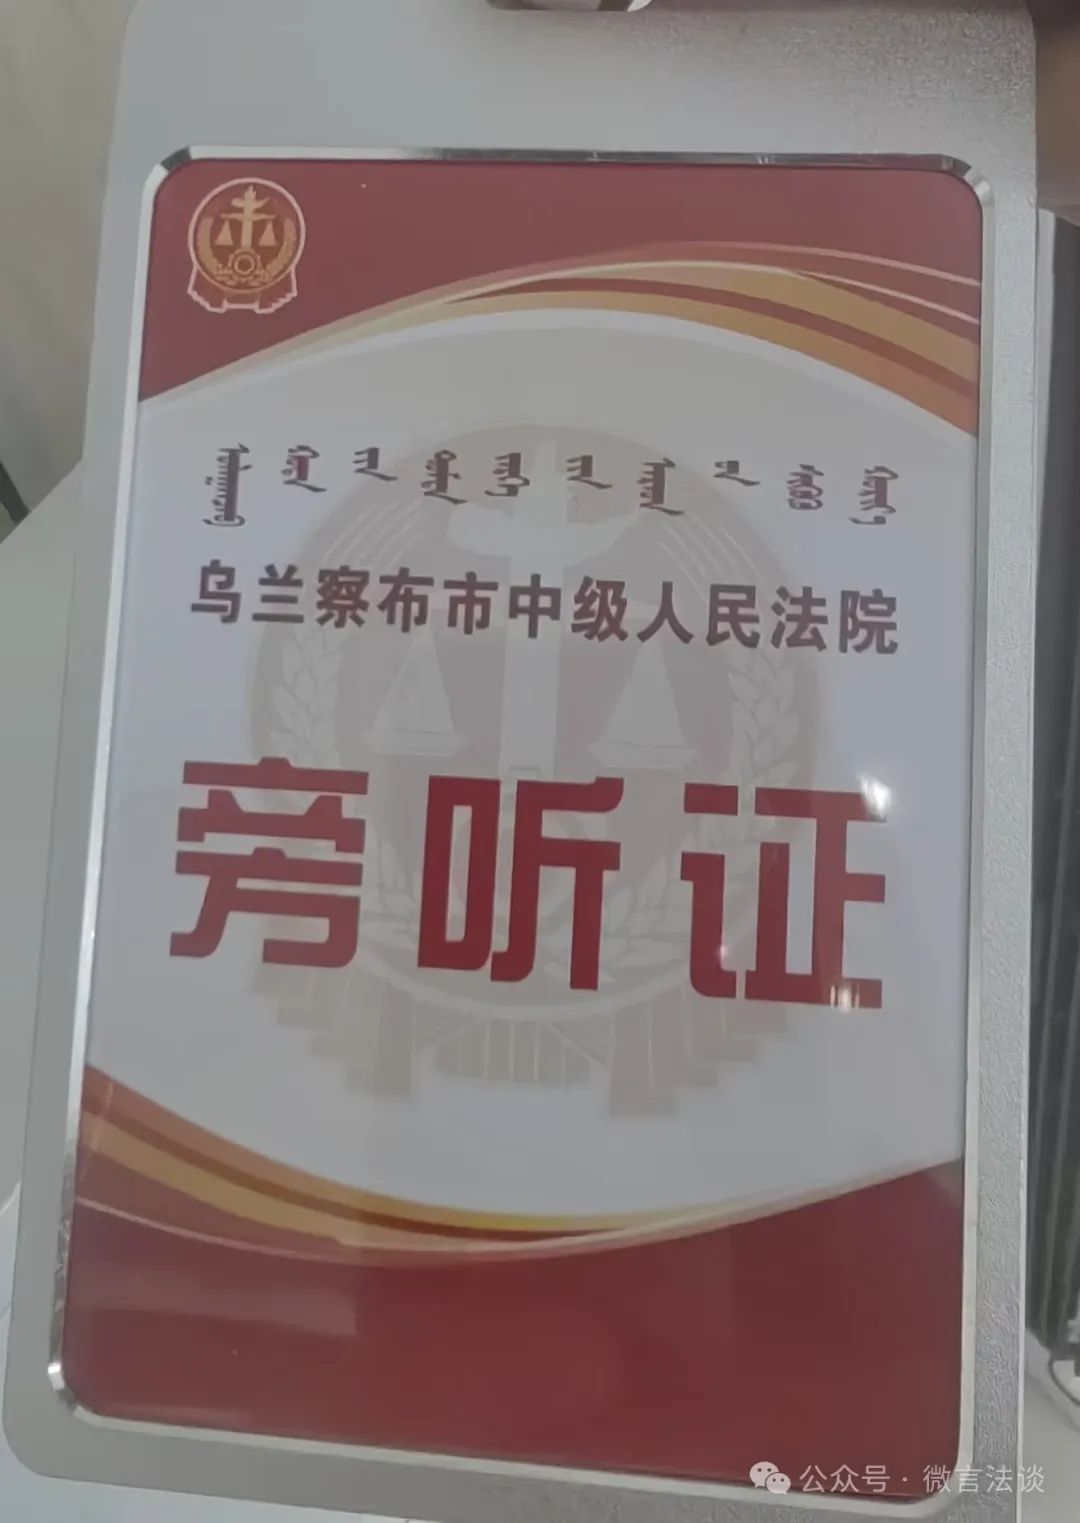 乌兰察布市中级人民法院
旁听证
公众号·微言法谈